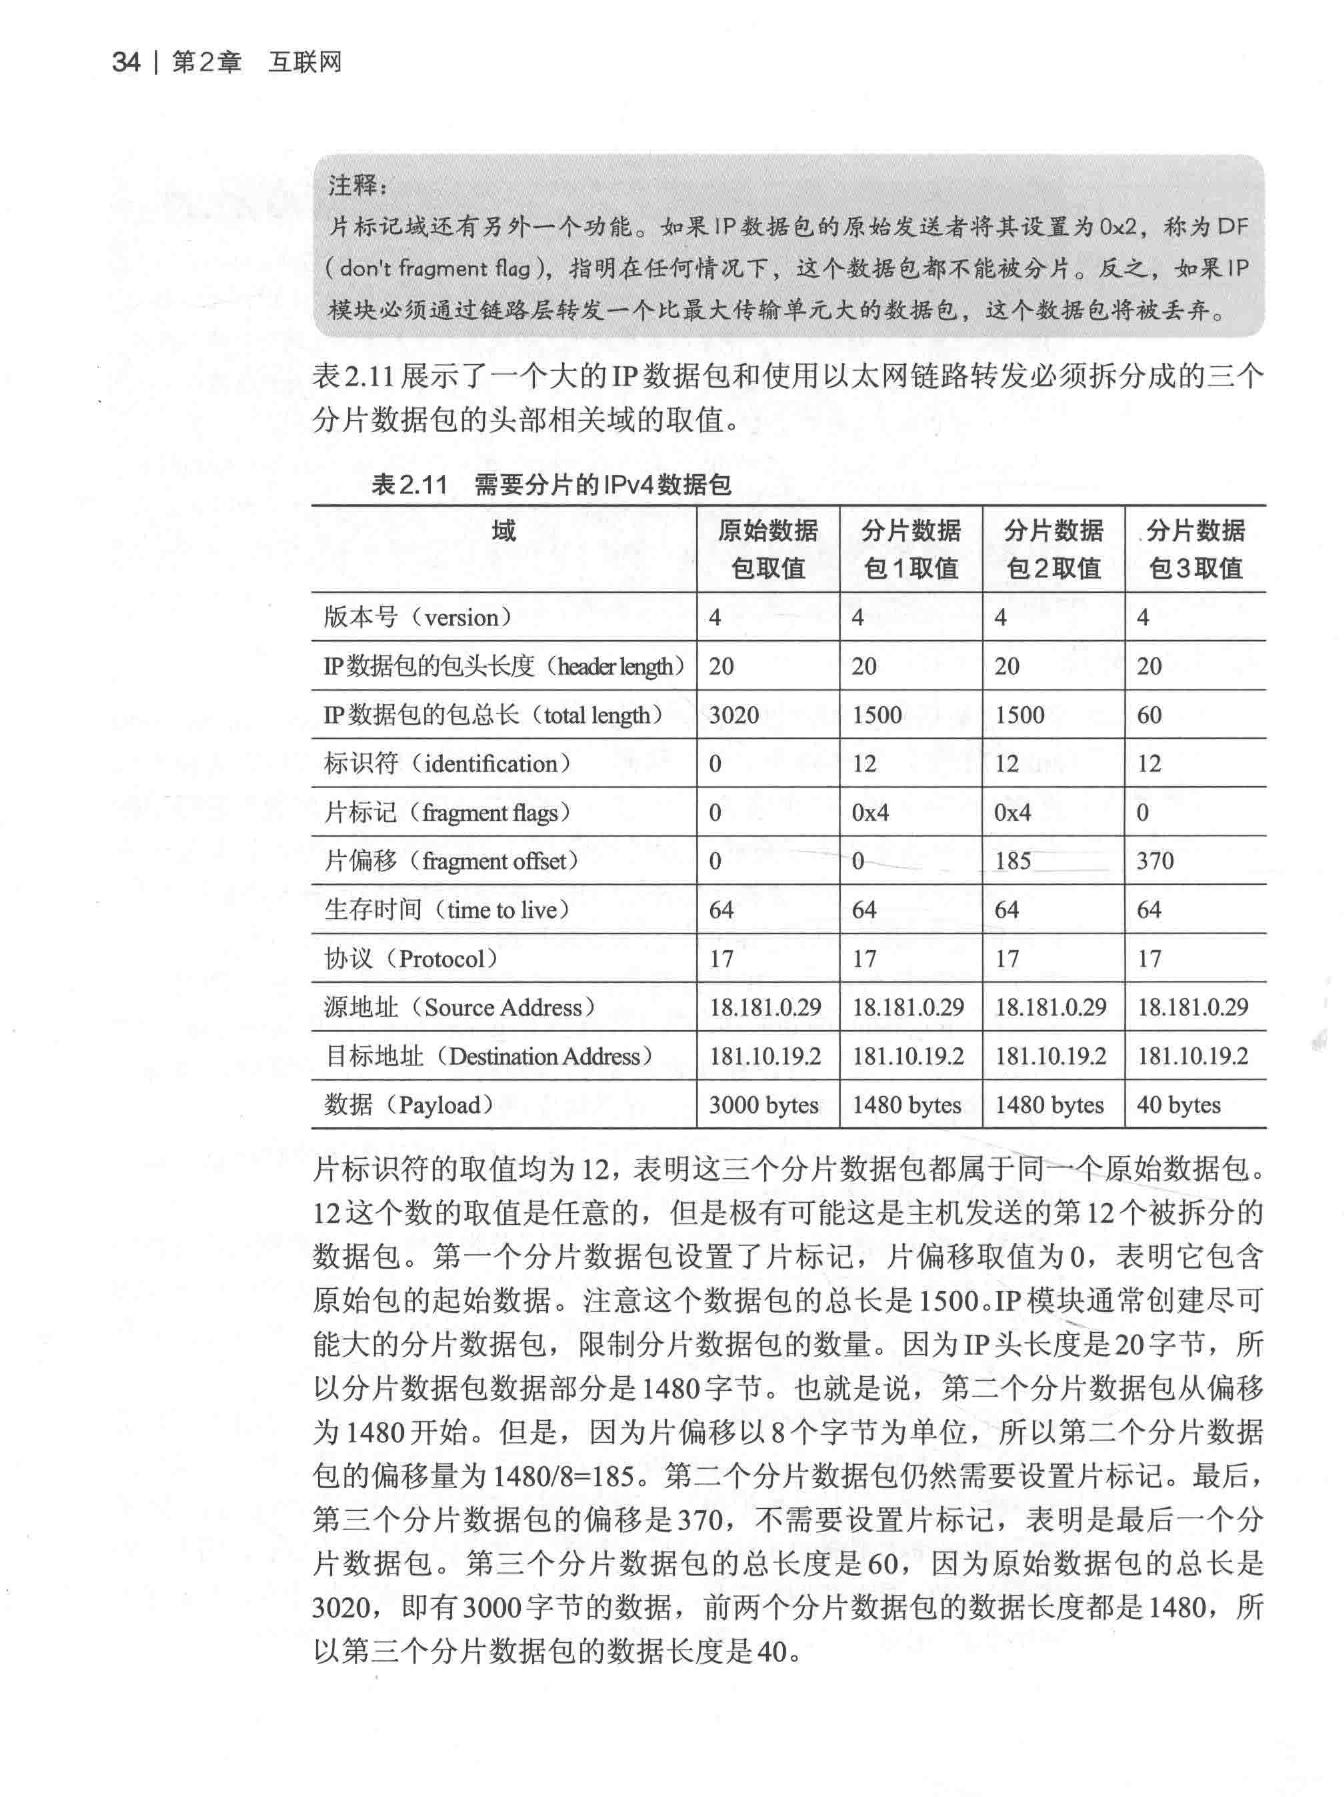 34 | 第2章　互联网
注释：
片标记域还有另外一个功能。如果IP数据包的原始发送者将其设置为0x2，称为DF
（don't fragment flag），指明在任何情况下，这个数据包都不能被分片。反之，如果IP
模块必须通过链路层转发一个比最大传输单元大的数据包，这个数据包将被丢弃。
表2.11展示了一个大的IP数据包和使用以太网链路转发必须拆分成的三个
分片数据包的头部相关域的取值。
表2.11　需要分片的IPv4数据包
域 原始数据 分片数据 分片数据 分片数据
包取值 包1取值 包2取值 包3取值
版本号（version） 4 4 4 4
IP数据包的包头长度（header length） 20 20 20 20
IP数据包的包总长（total length） 3020 1500 1500 60
标识符（identification） 0 12 12 12
片标记（fragment flags） 0 0x4 0x4 0
片偏移（fragment offset） 0 0 185 370
生存时间（time to live） 64 64 64 64
协议（Protocol） 17 17 17 17
源地址（Source Address） 18.181.0.29 18.181.0.29 18.181.0.29 18.181.0.29
目标地址（Destination Address） 181.10.19.2 181.10.19.2 181.10.19.2 181.10.19.2
数据（Payload） 3000 bytes 1480 bytes 1480 bytes 40 bytes
片标识符的取值均为12，表明这三个分片数据包都属于同一个原始数据包。
12这个数的取值是任意的，但是极有可能这是主机发送的第12个被拆分的
数据包。第一个分片数据包设置了片标记，片偏移取值为0，表明它包含
原始包的起始数据。注意这个数据包的总长是1500。IP模块通常创建尽可
能大的分片数据包，限制分片数据包的数量。因为IP头长度是20字节，所
以分片数据包数据部分是1480字节。也就是说，第二个分片数据包从偏移
为1480开始。但是，因为片偏移以8个字节为单位，所以第二个分片数据
包的偏移量为1480/8=185。第二个分片数据包仍然需要设置片标记。最后，
第三个分片数据包的偏移是370，不需要设置片标记，表明是最后一个分
片数据包。第三个分片数据包的总长度是60，因为原始数据包的总长是
3020，即有3000字节的数据，前两个分片数据包的数据长度都是1480，所
以第三个分片数据包的数据长度是40。